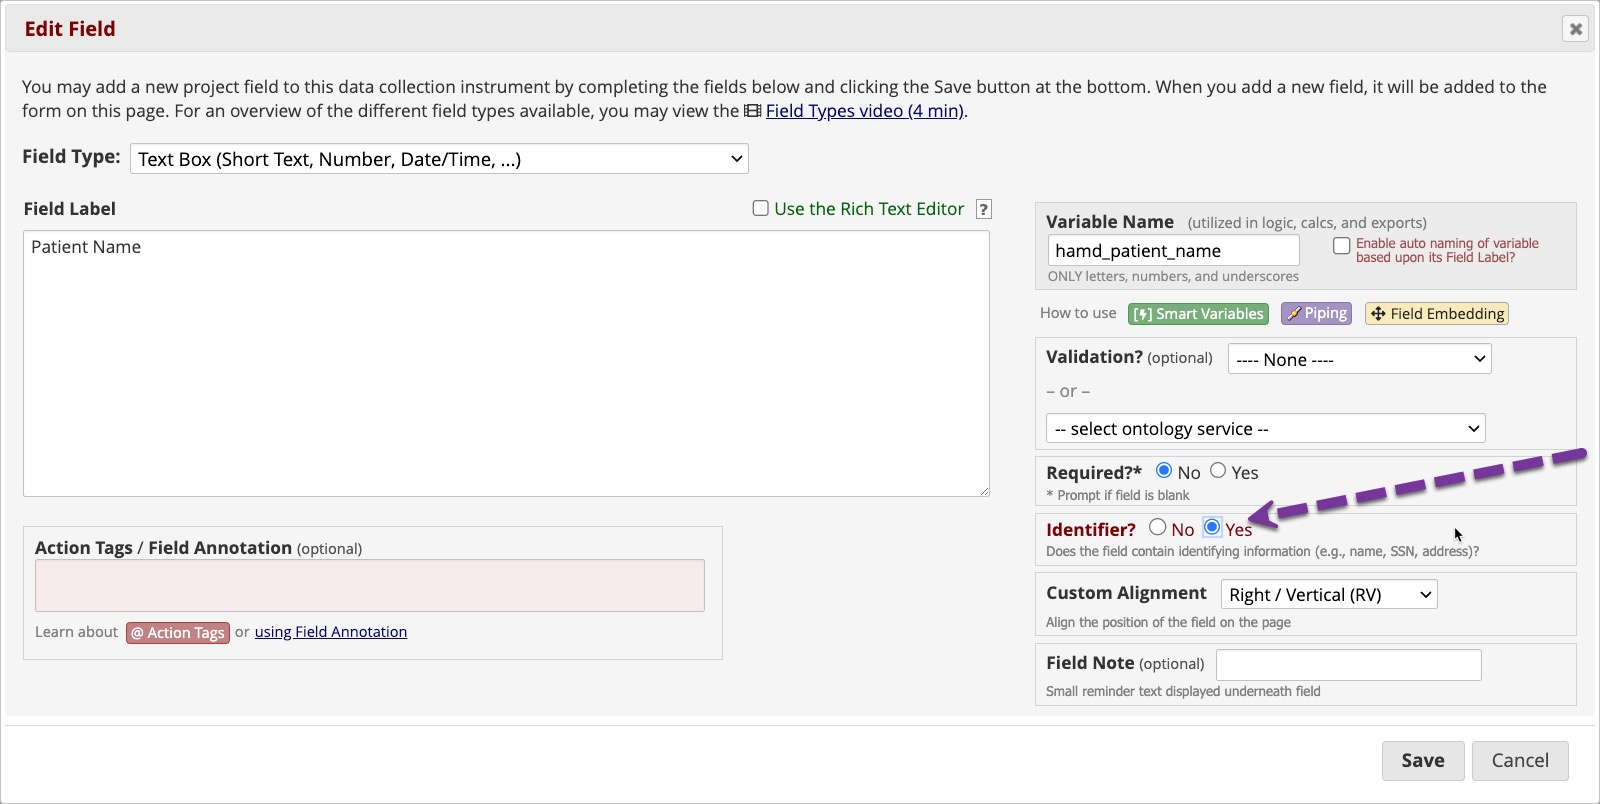 Edit Field
You may add a new project field to this data collection instrument by completing the fields below and clicking the Save button at the bottom. When you add a new field, it will be added to the
form on this page. For an overview of the different field types available, you may view the Field Types video (4 min).
Field Type: Text Box (Short Text, Number, Date/Time, ...)
Field Label
Use the Rich Text Editor ?
Patient Name
Action Tags / Field Annotation (optional)
Learn about @ Action Tags or using Field Annotation
Variable Name (utilized in logic, calcs, and exports)
hamd_patient_name
Enable auto naming of variable
based upon its Field Label?
ONLY letters, numbers, and underscores
How to use [⚡] Smart Variables Piping Field Embedding
Validation? (optional) ---- None ----
– or –
-- select ontology service --
Required?* No Yes
* Prompt if field is blank
Identifier? No Yes
Does the field contain identifying information (e.g., name, SSN, address)?
Custom Alignment Right / Vertical (RV)
Align the position of the field on the page
Field Note (optional)
Small reminder text displayed underneath field
Save Cancel